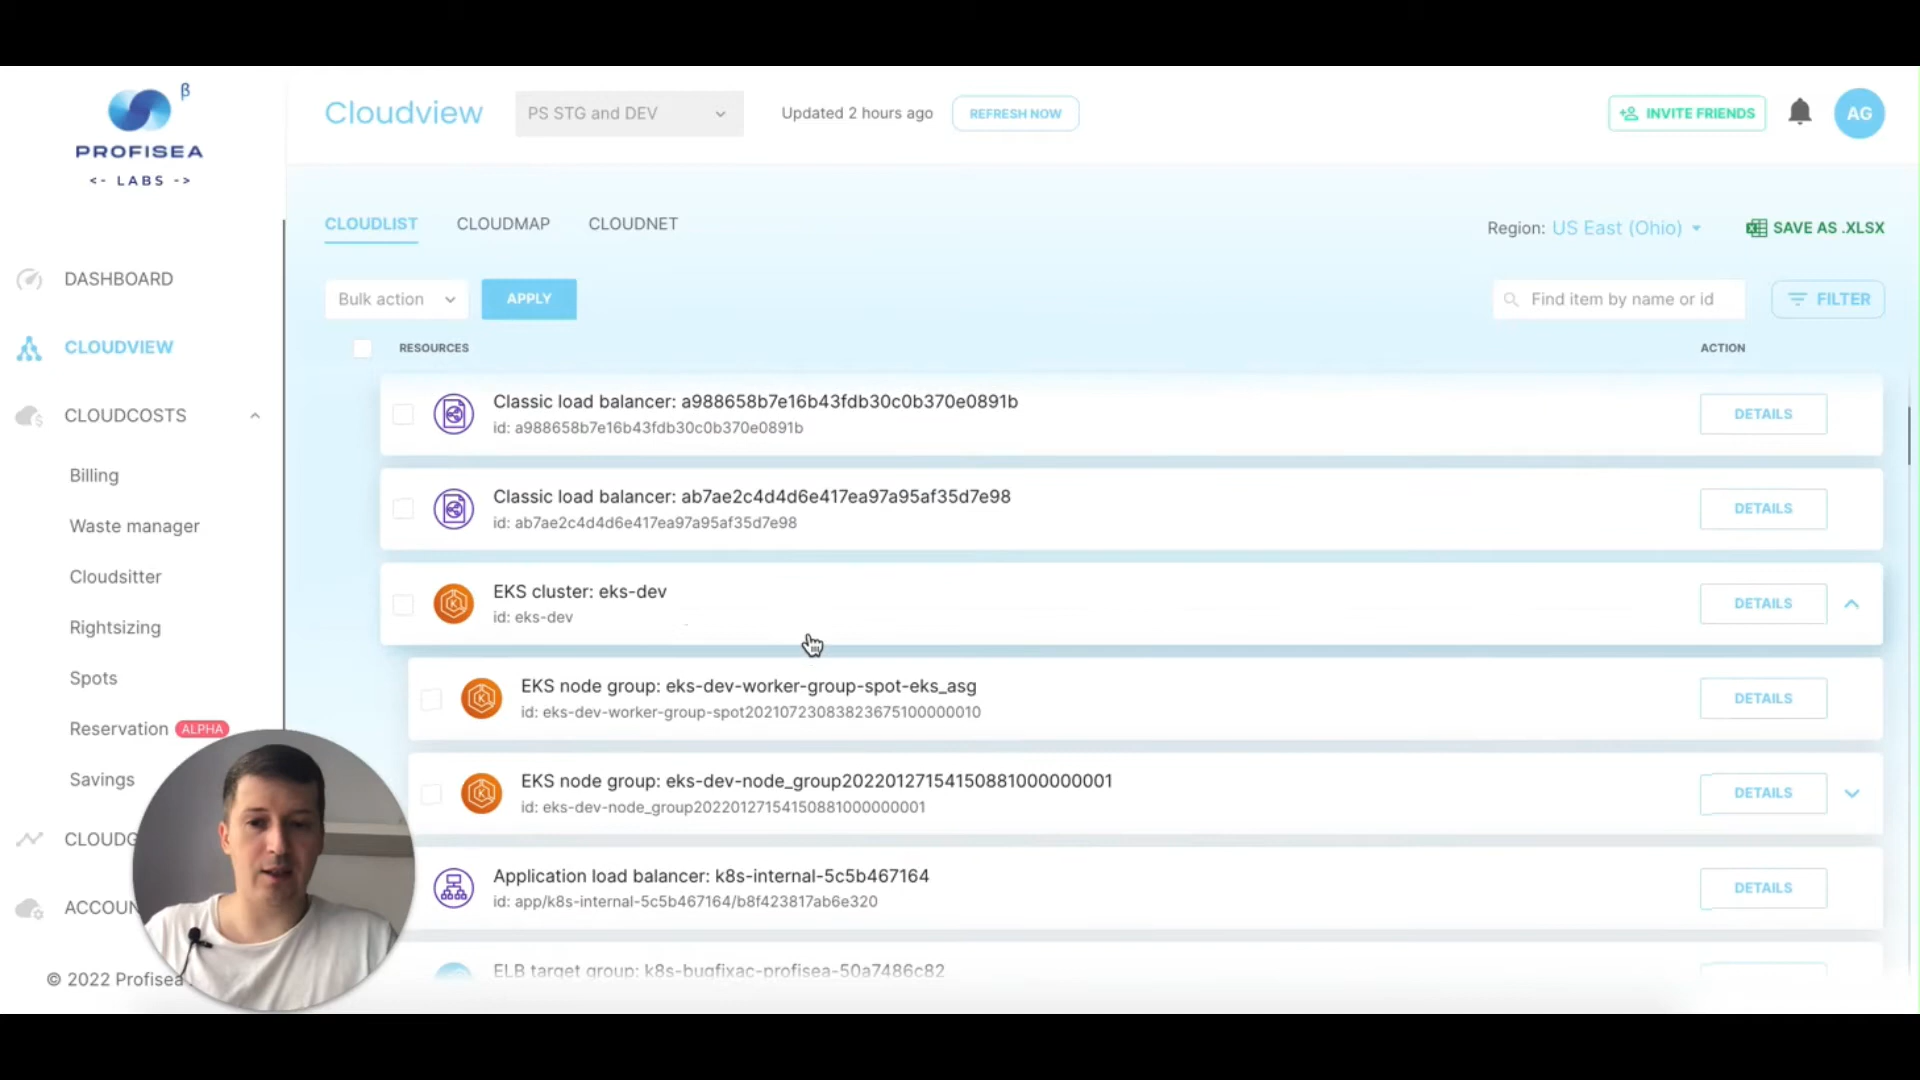 β
PROFISEA
<- LABS ->
Cloudview
PS STG and DEV
Updated 2 hours ago
REFRESH NOW
INVITE FRIENDS
AG
DASHBOARD
CLOUDVIEW
CLOUDCOSTS
Billing
Waste manager
Cloudsitter
Rightsizing
Spots
Reservation ALPHA
Savings
CLOUDG
ACCOUN
© 2022 Profisea
CLOUDLIST
CLOUDMAP
CLOUDNET
Region: US East (Ohio)
SAVE AS .XLSX
Bulk action
APPLY
Find item by name or id
FILTER
RESOURCES
ACTION
Classic load balancer: a988658b7e16b43fdb30c0b370e0891b
id: a988658b7e16b43fdb30c0b370e0891b
DETAILS
Classic load balancer: ab7ae2c4d4d6e417ea97a95af35d7e98
id: ab7ae2c4d4d6e417ea97a95af35d7e98
DETAILS
EKS cluster: eks-dev
id: eks-dev
DETAILS
EKS node group: eks-dev-worker-group-spot-eks_asg
id: eks-dev-worker-group-spot20210723083823675100000010
DETAILS
EKS node group: eks-dev-node_group20220127154150881000000001
id: eks-dev-node_group20220127154150881000000001
DETAILS
Application load balancer: k8s-internal-5c5b467164
id: app/k8s-internal-5c5b467164/b8f423817ab6e320
DETAILS
ELB target group: k8s-bugfixac-profisea-50a7486c82